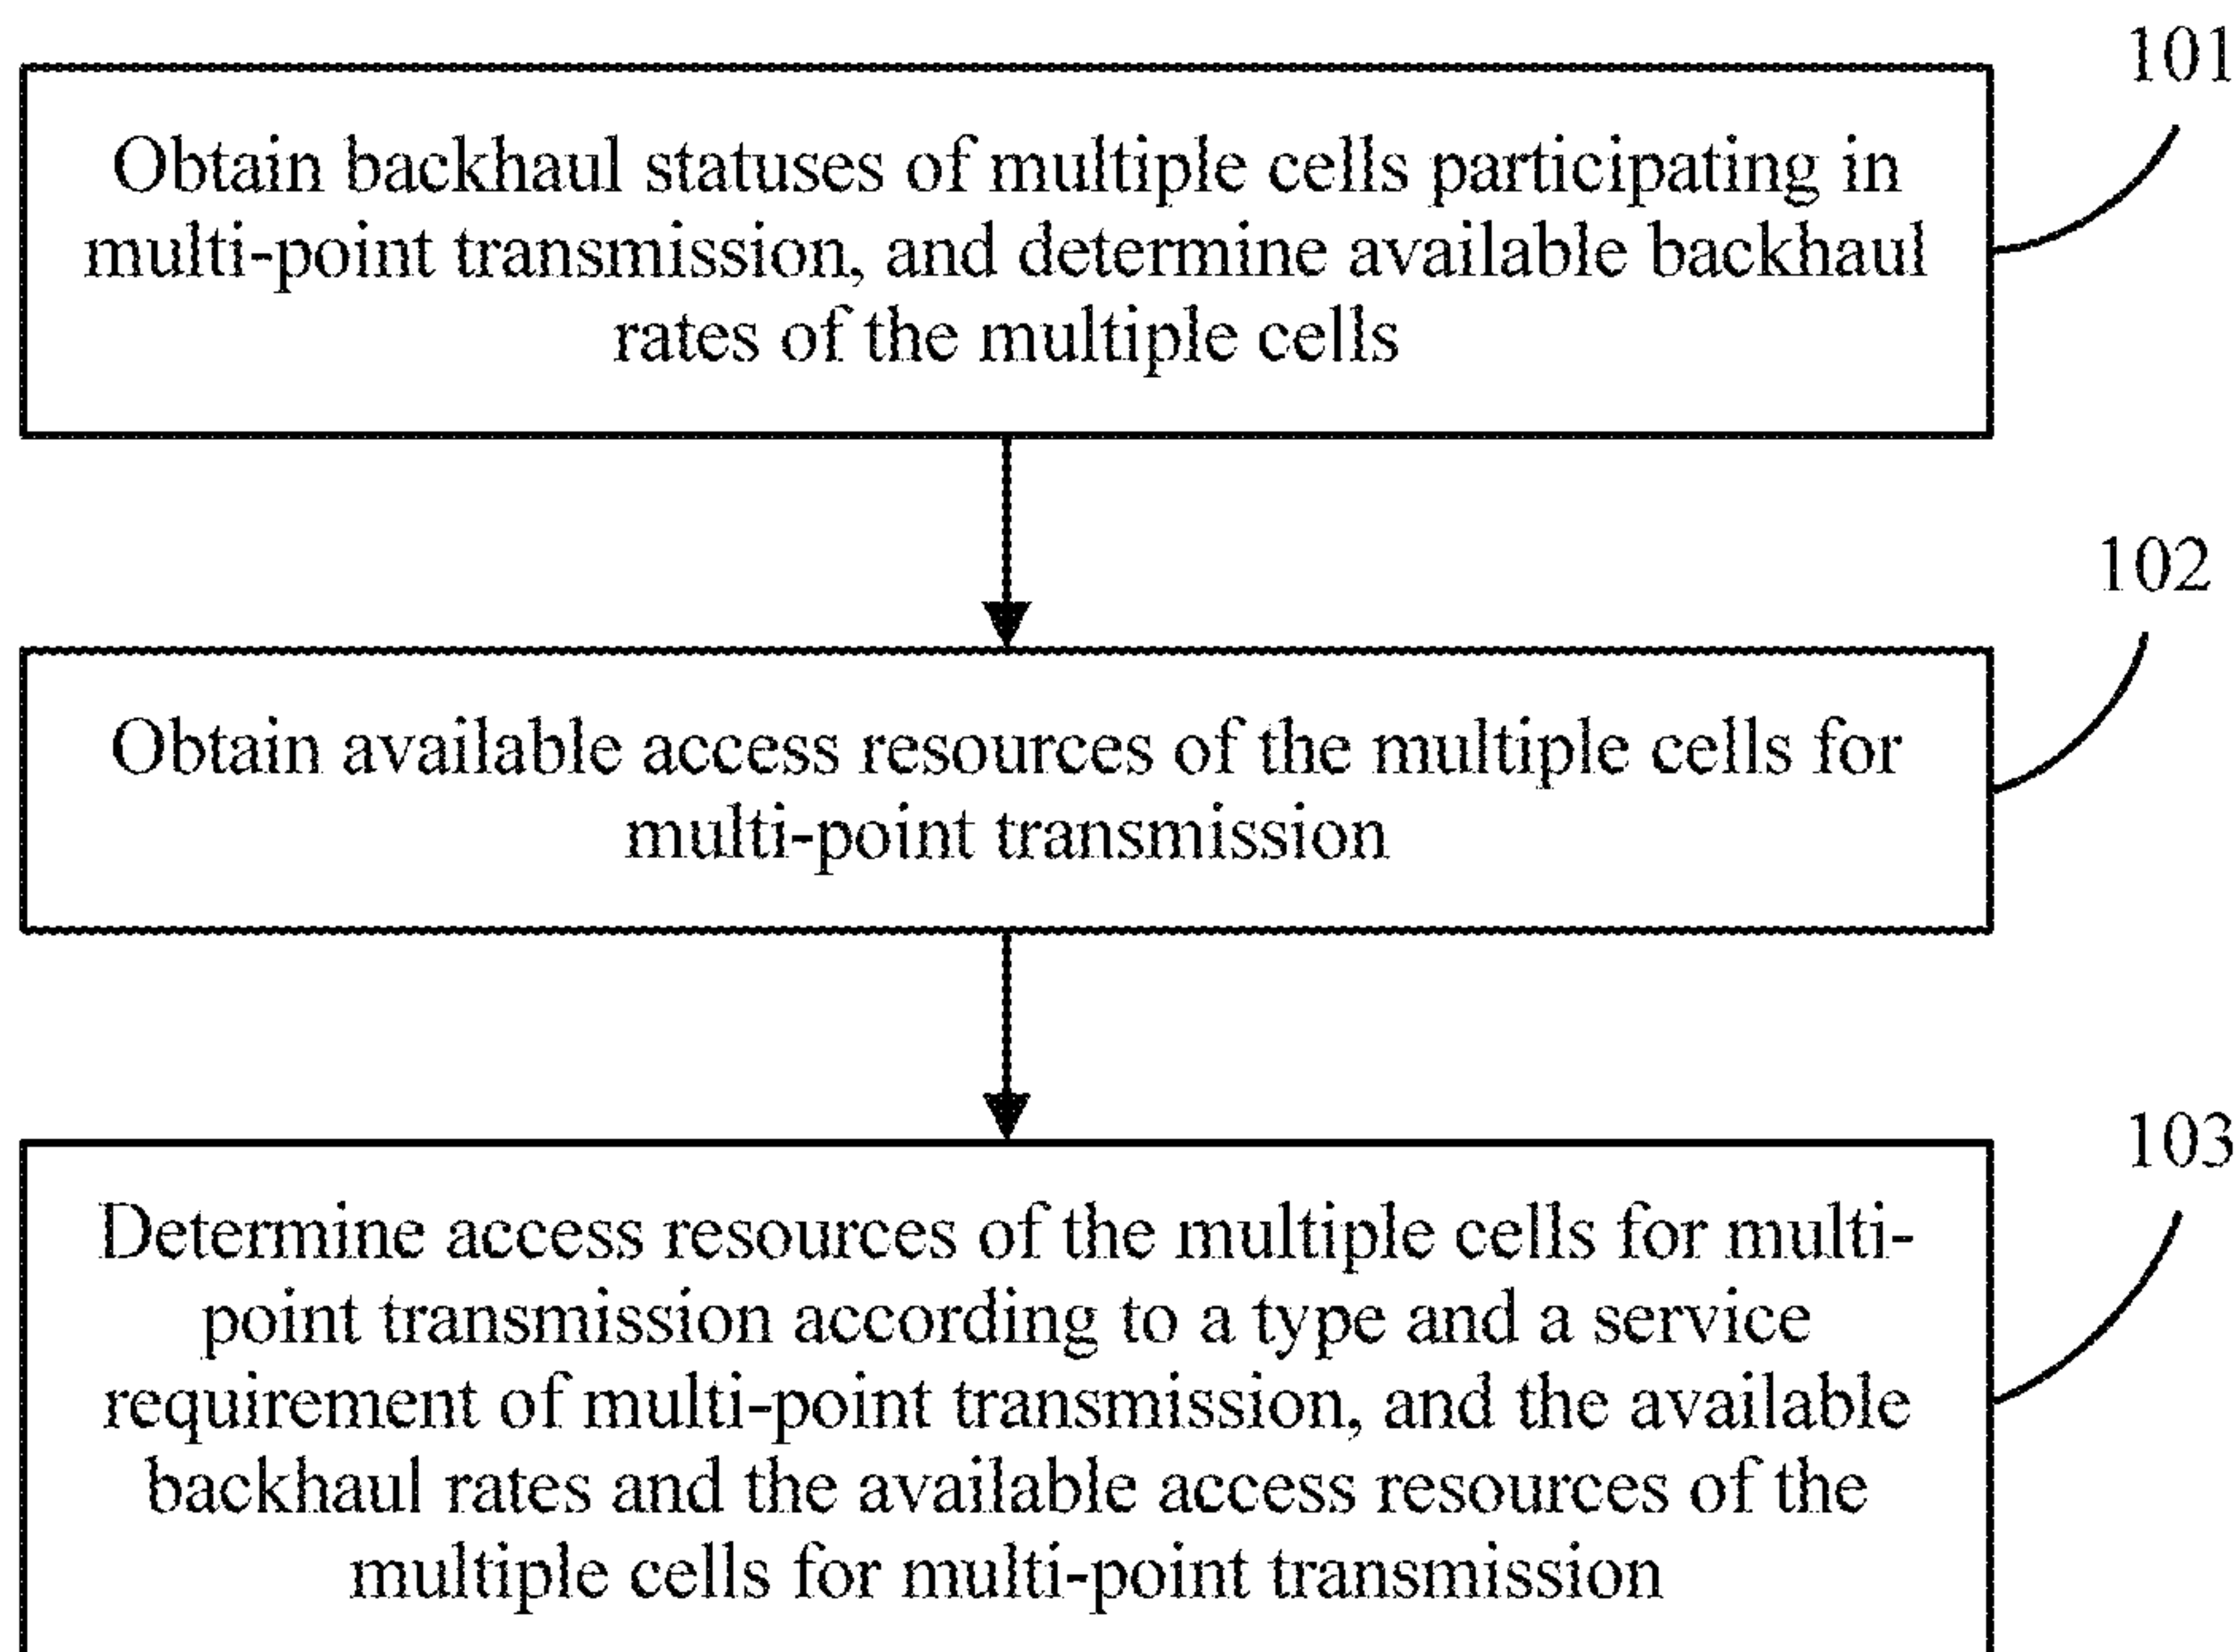 101
Obtain backhaul statuses of multiple cells participating in
multi-point transmission, and determine available backhaul
rates of the multiple cells
102
Obtain available access resources of the multiple cells for
multi-point transmission
103
Determine access resources of the multiple cells for multi-
point transmission according to a type and a service
requirement of multi-point transmission, and the available
backhaul rates and the available access resources of the
multiple cells for multi-point transmission